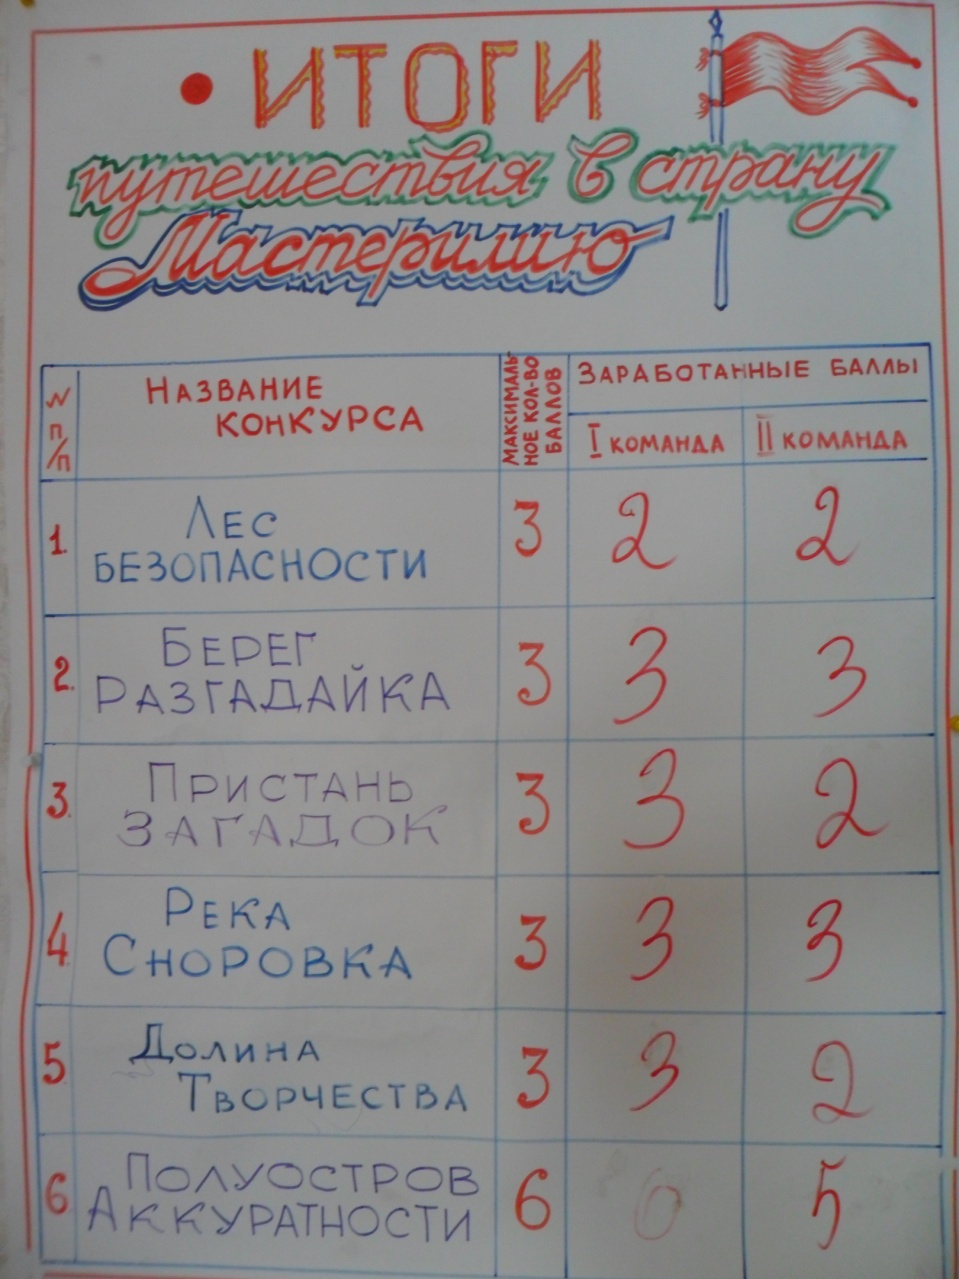 ИТОГИ
путешествия в страну
Мастерилию
N п/п
НАЗВАНИЕ КОНКУРСА
МАКСИМАЛЬ-
НОЕ КОЛ-ВО
БАЛЛОВ
ЗАРАБОТАННЫЕ БАЛЛЫ
I КОМАНДА II КОМАНДА
1. ЛЕС
БЕЗОПАСНОСТИ 3 2 2
2. БЕРЕГ
РАЗГАДАЙКА 3 3 3
3. ПРИСТАНЬ
ЗАГАДОК 3 3 2
4. РЕКА
СНОРОВКА 3 3 3
5. ДОЛИНА
ТВОРЧЕСТВА 3 3 2
6. ПОЛУОСТРОВ
АККУРАТНОСТИ 6 6 5